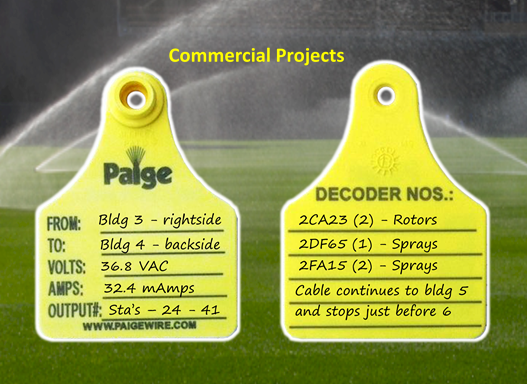 Commercial Projects
Paige
FROM: Bldg 3 - rightside
TO: Bldg 4 - backside
VOLTS: 36.8 VAC
AMPS: 32.4 mAmps
OUTPUT#: Sta's – 24 - 41
WWW.PAIGEWIRE.COM
DECODER NOS.:
2CA23 (2) - Rotors
2DF65 (1) - Sprays
2FA15 (2) - Sprays
Cable continues to bldg 5
and stops just before 6